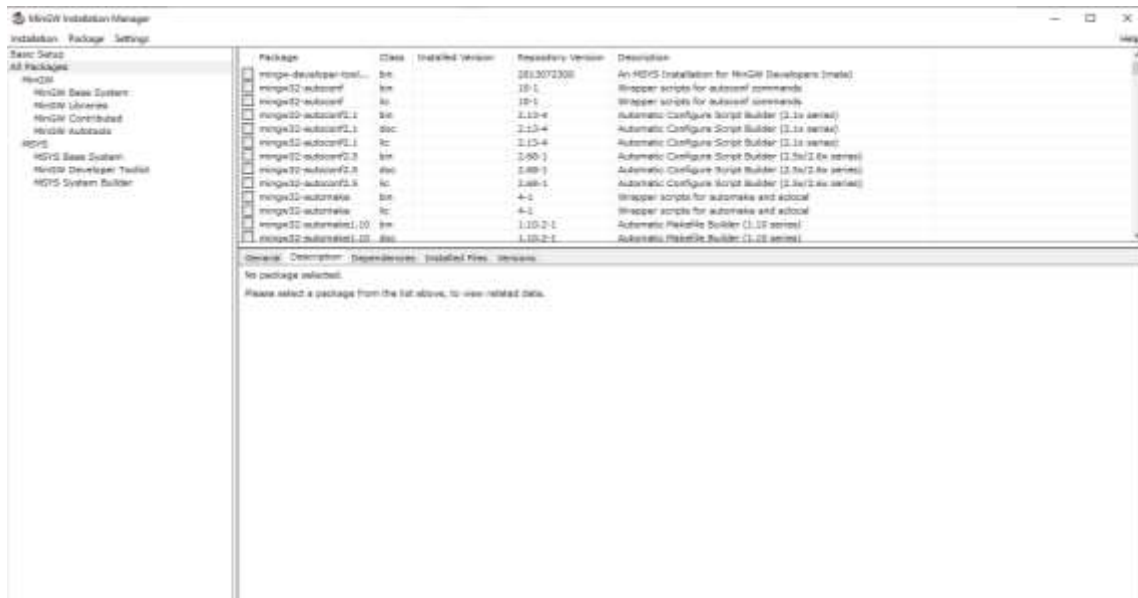 MinGW Installation Manager
Installation Package Settings Help
Basic Setup
All Packages
MinGW
MinGW Base System
MinGW Libraries
MinGW Contributed
MinGW Autotools
MSYS
MSYS Base System
MinGW Developer Toolkit
MSYS System Builder
Package Class Installed Version Repository Version Description
mingw-developer-tool... bin 2013072300 An MSYS Installation for MinGW Developers (meta)
mingw32-autoconf bin 10-1 Wrapper scripts for autoconf commands
mingw32-autoconf lic 10-1 Wrapper scripts for autoconf commands
mingw32-autoconf2.1 bin 2.13-4 Automatic Configure Script Builder (2.1x series)
mingw32-autoconf2.1 doc 2.13-4 Automatic Configure Script Builder (2.1x series)
mingw32-autoconf2.1 lic 2.13-4 Automatic Configure Script Builder (2.1x series)
mingw32-autoconf2.5 bin 2.68-1 Automatic Configure Script Builder (2.5x/2.6x series)
mingw32-autoconf2.5 doc 2.68-1 Automatic Configure Script Builder (2.5x/2.6x series)
mingw32-autoconf2.5 lic 2.68-1 Automatic Configure Script Builder (2.5x/2.6x series)
mingw32-automake bin 4-1 Wrapper scripts for automake and aclocal
mingw32-automake lic 4-1 Wrapper scripts for automake and aclocal
mingw32-automake1.10 bin 1.10.2-1 Automatic Makefile Builder (1.10 series)
mingw32-automake1.10 doc 1.10.2-1 Automatic Makefile Builder (1.10 series)
General Description Dependencies Installed Files Versions
No package selected.
Please select a package from the list above, to view related data.